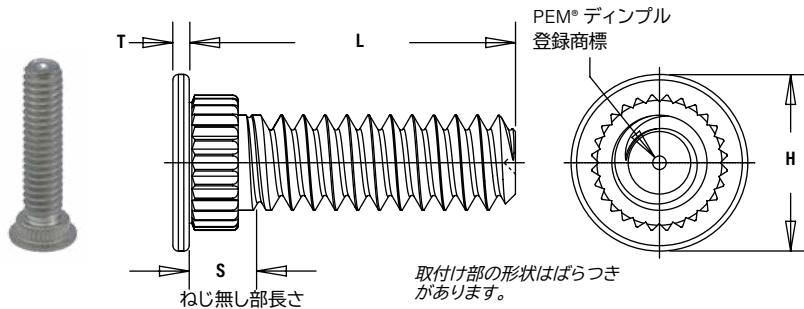 PEM® ディンプル
登録商標
T
L
H
S
ねじ無し部長さ
取付け部の形状はばらつき
があります。